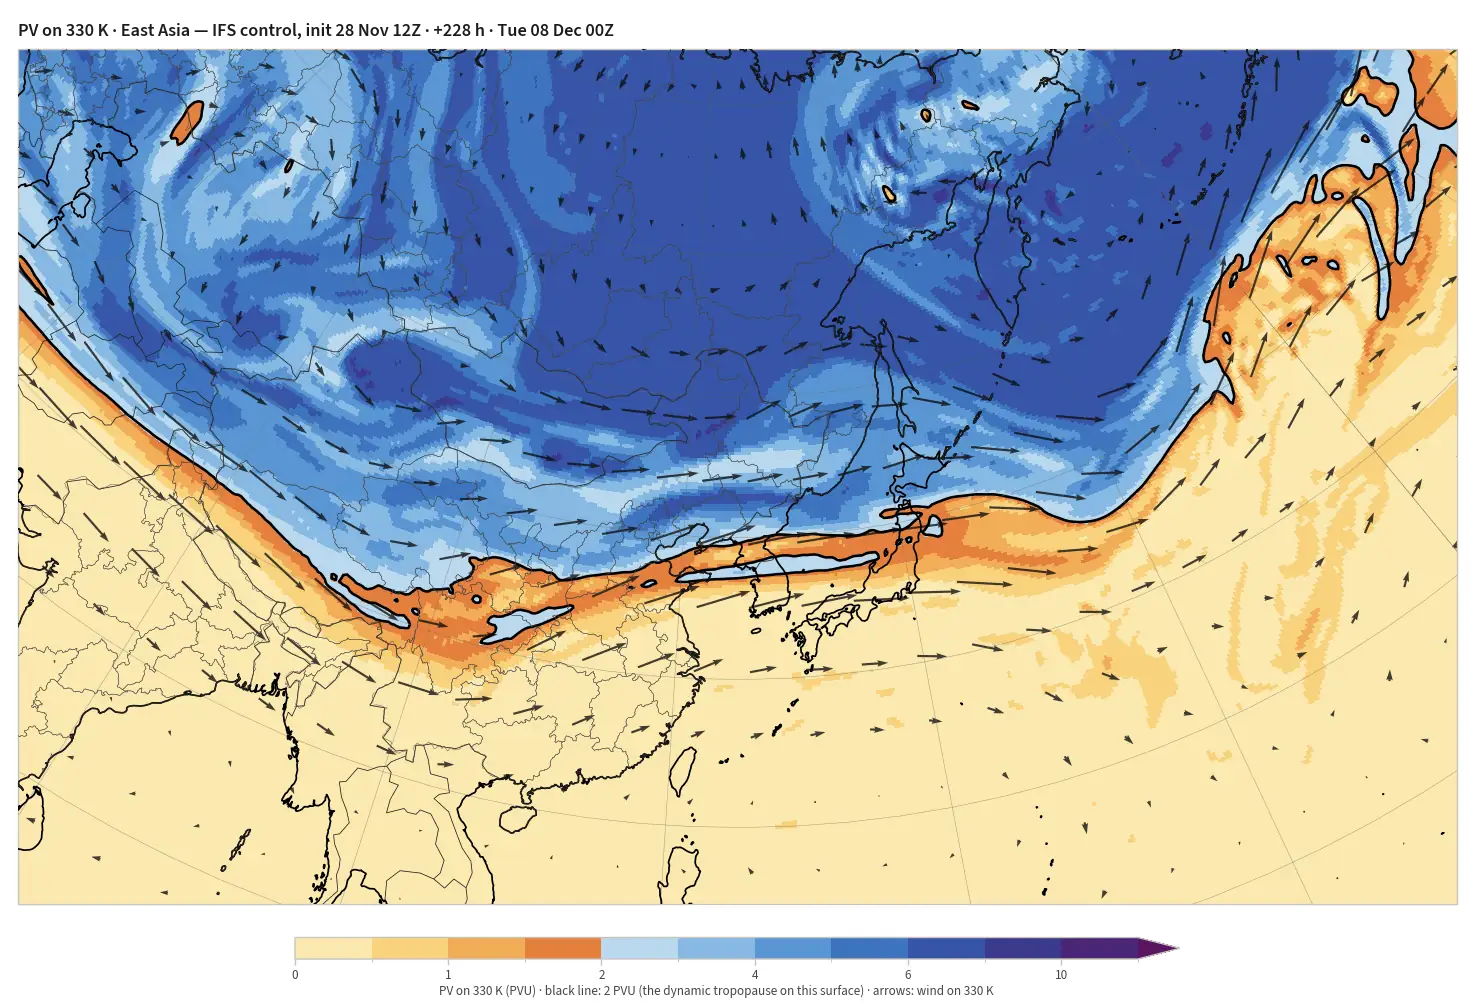 PV on 330 K · East Asia — IFS control, init 28 Nov 12Z · +228 h · Tue 08 Dec 00Z
0 1 2 4 6 10
PV on 330 K (PVU) · black line: 2 PVU (the dynamic tropopause on this surface) · arrows: wind on 330 K